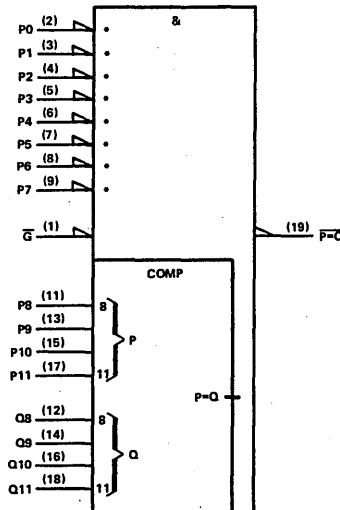 &
P0 (2)
P1 (3)
P2 (4)
P3 (5)
P4 (6)
P5 (7)
P6 (8)
P7 (9)
G (1)
(19)
COMP
P8 (11) 8
P9 (13)
P
P10 (15)
P11 (17) 11
P=Q
Q8 (12) 8
Q9 (14)
Q
Q10 (16)
Q11 (18) 11